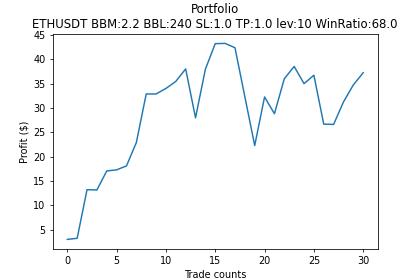 Portfolio
ETHUSDT BBM:2.2 BBL:240 SL:1.0 TP:1.0 lev:10 WinRatio:68.0
45
40
35
30
25
20
15
10
5
Profit ($)
0 5 10 15 20 25 30
Trade counts